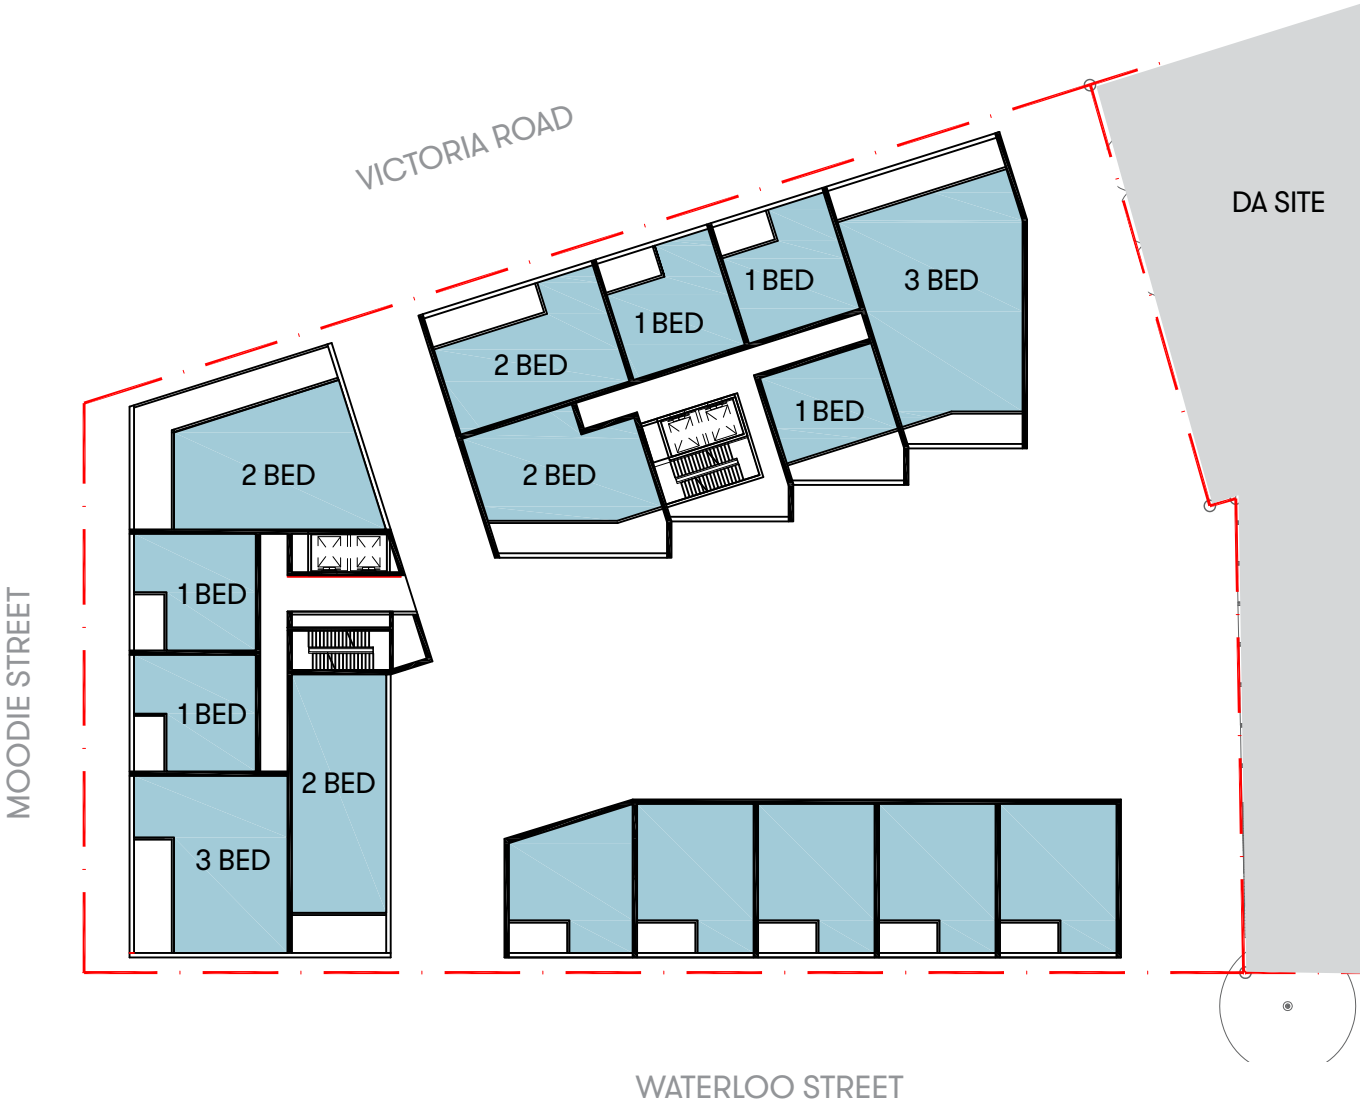 VICTORIA ROAD
DA SITE
1 BED
3 BED
1 BED
2 BED
1 BED
2 BED
2 BED
1 BED
1 BED
2 BED
3 BED
MOODIE STREET
WATERLOO STREET